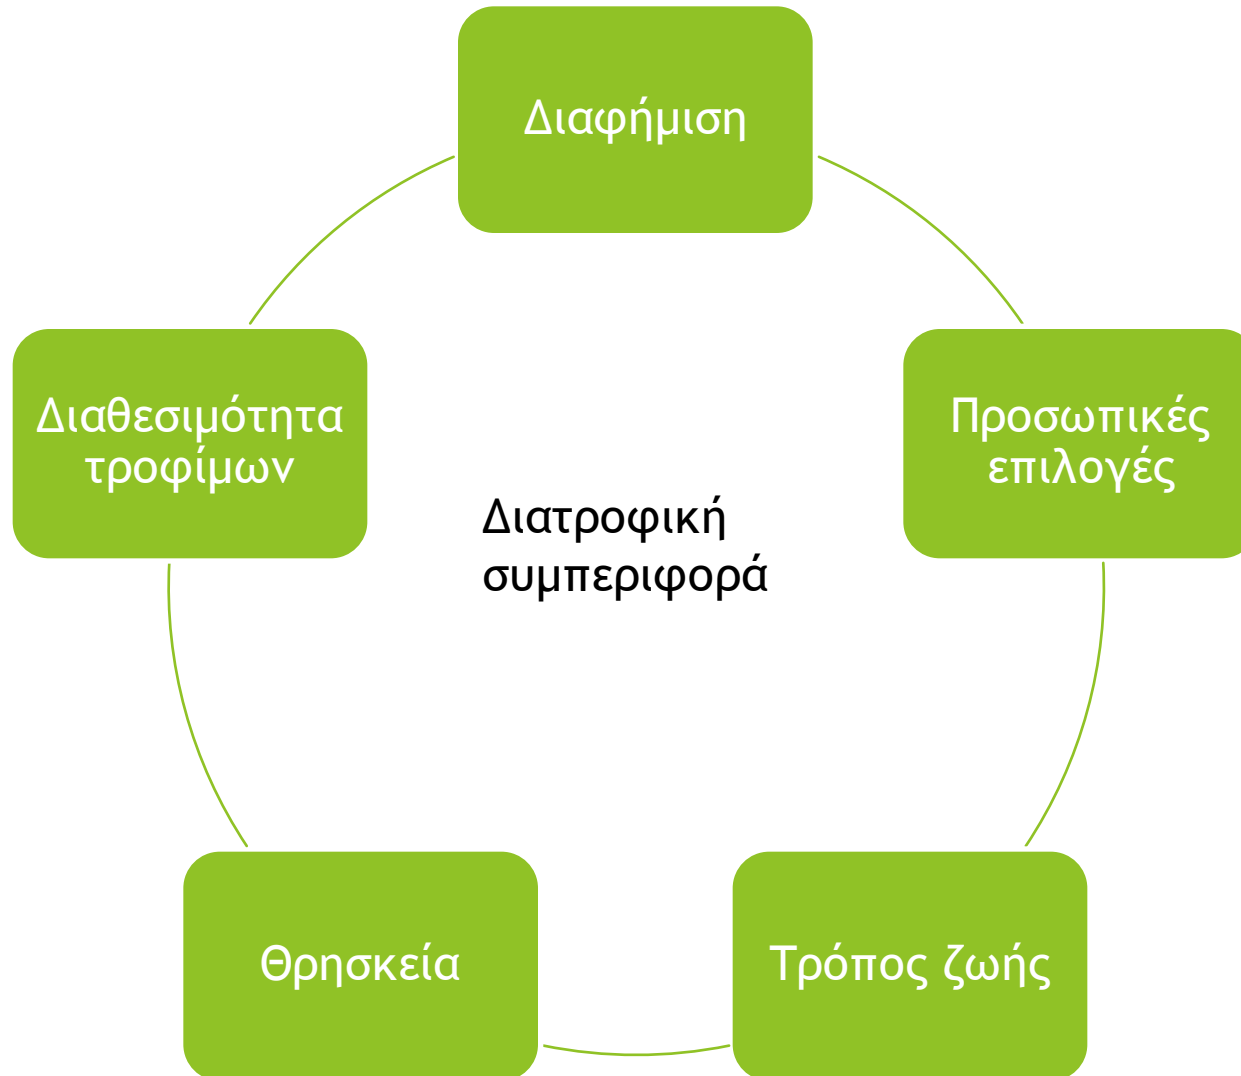 Διαφήμιση
Διαθεσιμότητα
τροφίμων
Προσωπικές
επιλογές
Διατροφική
συμπεριφορά
Θρησκεία
Τρόπος ζωής